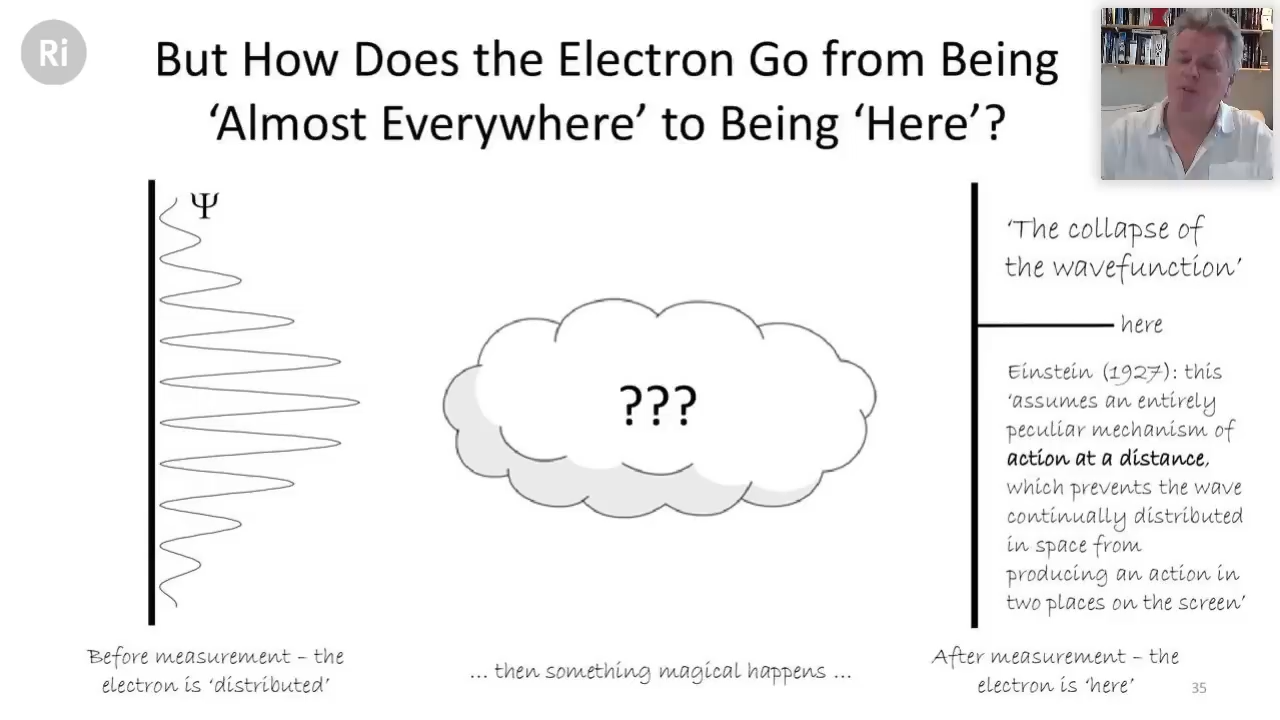 Ri
But How Does the Electron Go from Being
‘Almost Everywhere’ to Being ‘Here’?
Ψ
???
‘The collapse of
the wavefunction’
here
Einstein (1927): this
‘assumes an entirely
peculiar mechanism of
action at a distance,
which prevents the wave
continually distributed
in space from
producing an action in
two places on the screen’
Before measurement – the
electron is ‘distributed’
... then something magical happens ...
After measurement – the
electron is ‘here’
35